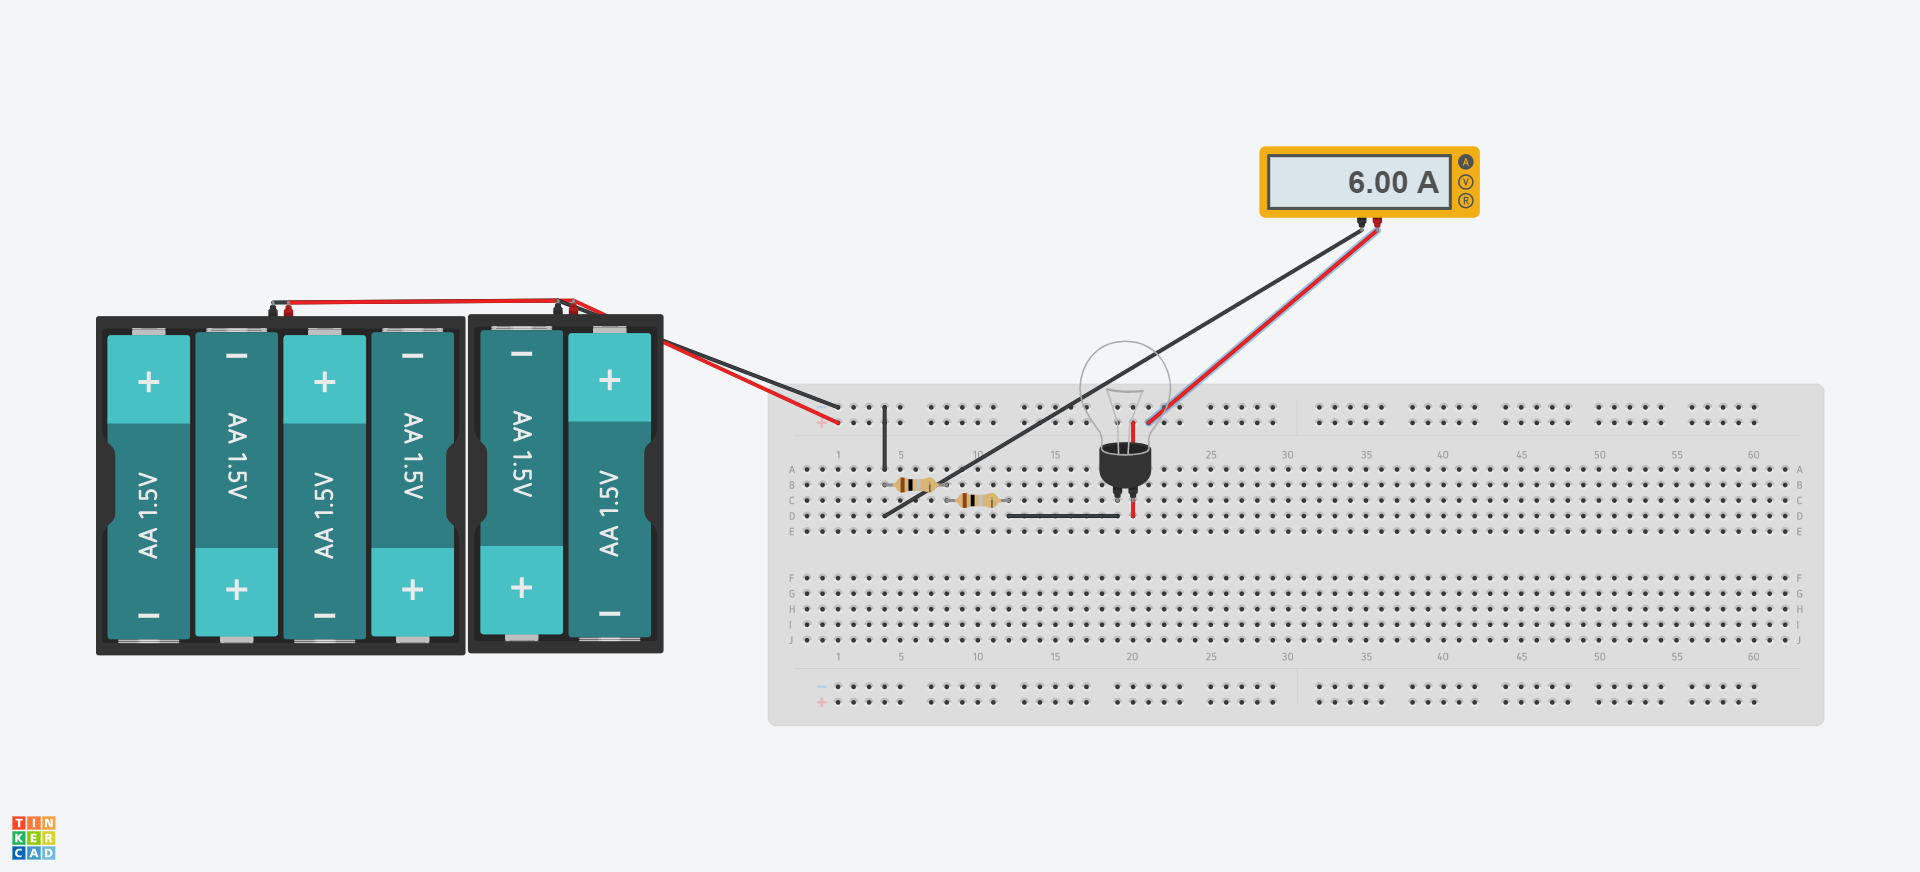 6.00 A
A
V
R
+
−
+
−
−
+
AA 1.5V
AA 1.5V
AA 1.5V
AA 1.5V
AA 1.5V
AA 1.5V
−
+
−
+
+
−
+
1 5 10 15 25 30 35 40 45 50 55 60
A A
B B
C C
D D
E E
F F
G G
H H
I I
J J
1 5 10 15 20 25 30 35 40 45 50 55 60
−
+
TIN
KER
CAD